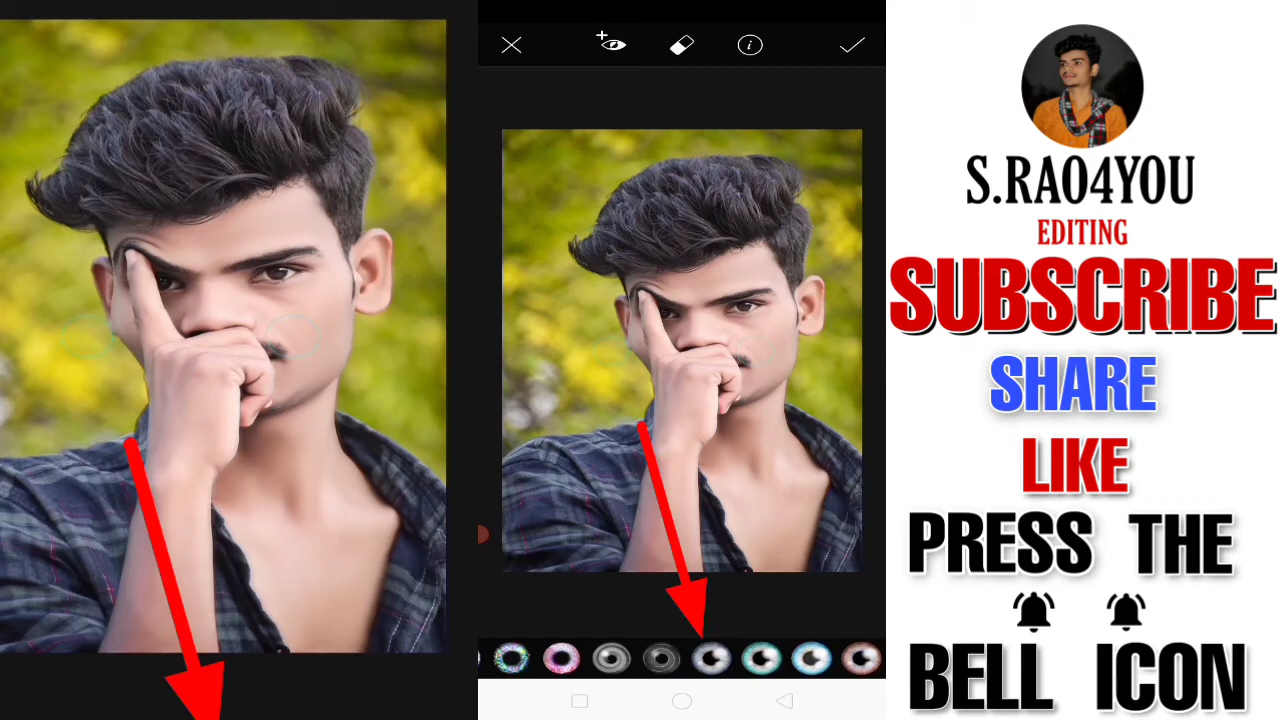 S.RAO4YOU
EDITING
SUBSCRIBE
SHARE
LIKE
PRESS THE
BELL ICON